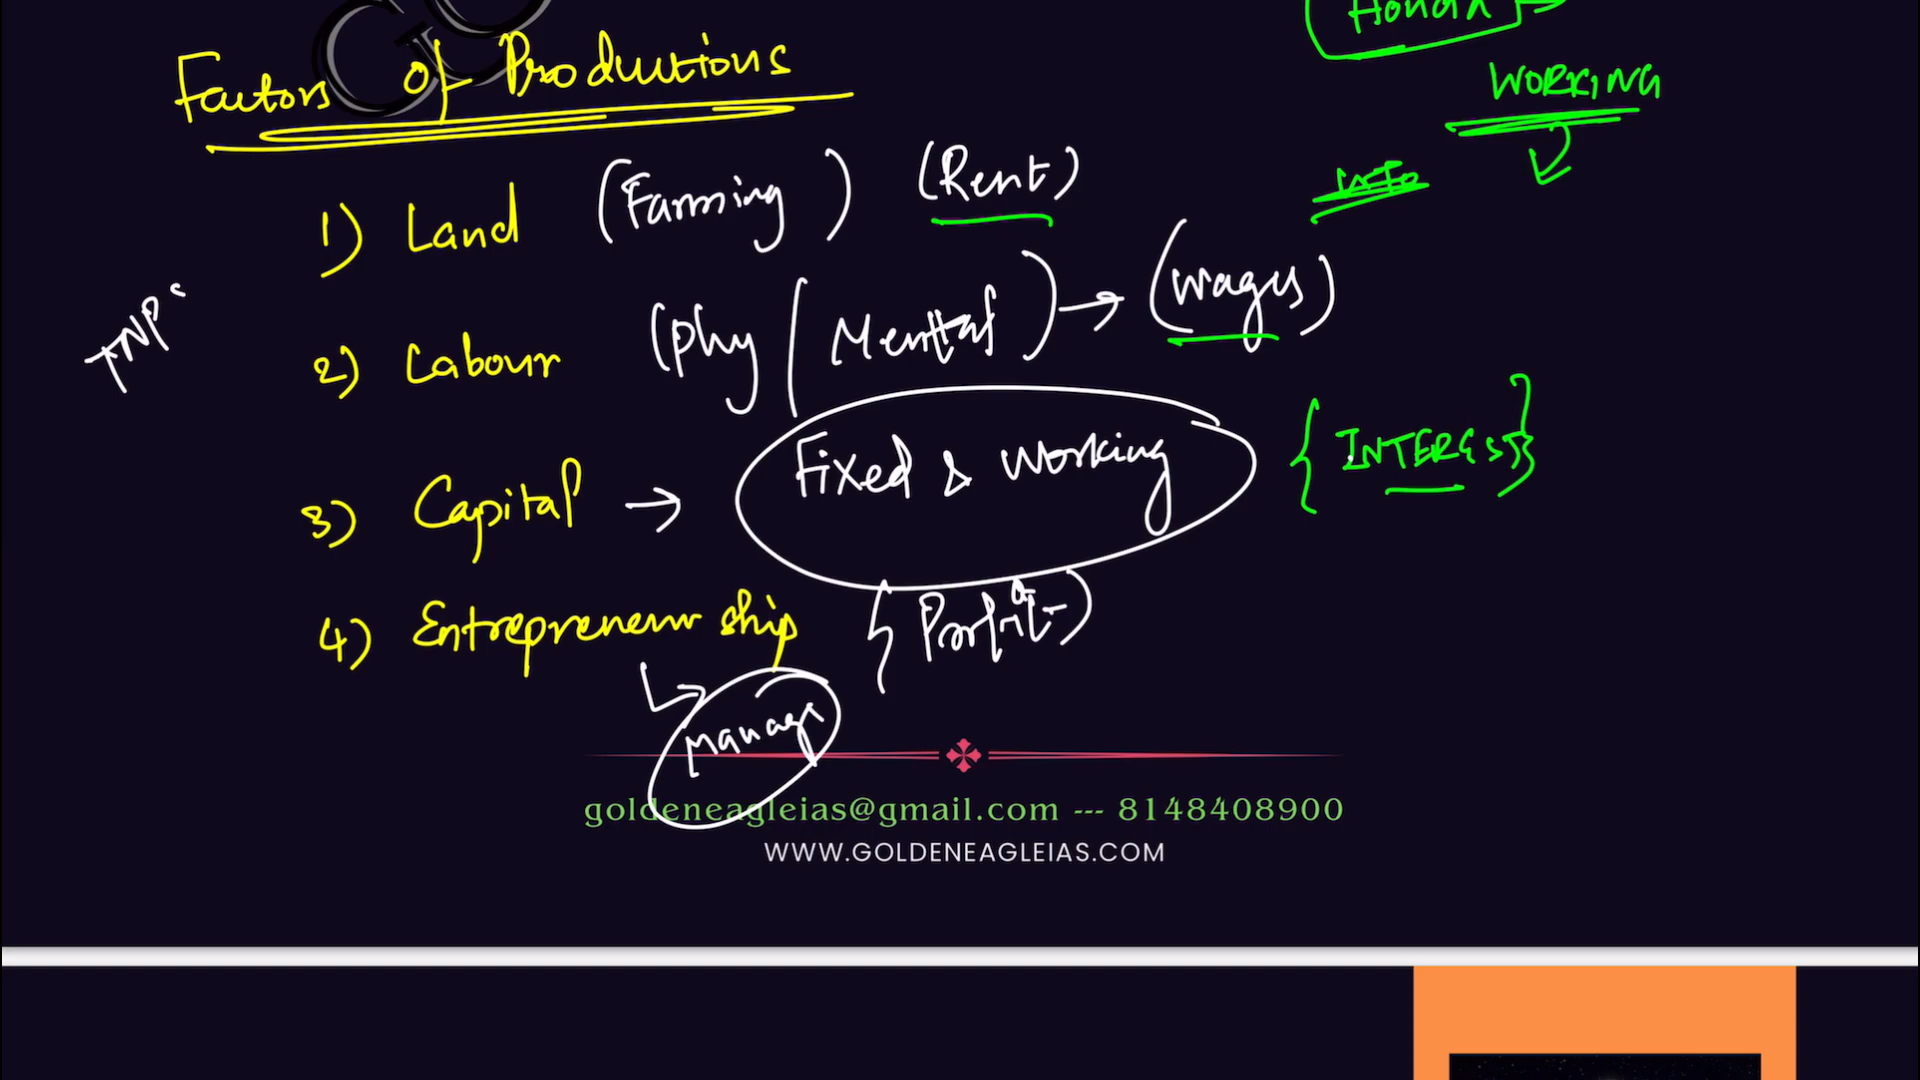 Honda
Factors of Productions
WORKING
1) Land (Farming) (Rent)
TNP
2) Labour (phy / Mental) → (wages)
3) Capital → Fixed & Working {INTEREST}
4) Entrepreneurship {Profit)
Manage
goldeneagleias@gmail.com --- 8148408900
WWW.GOLDENEAGLEIAS.COM